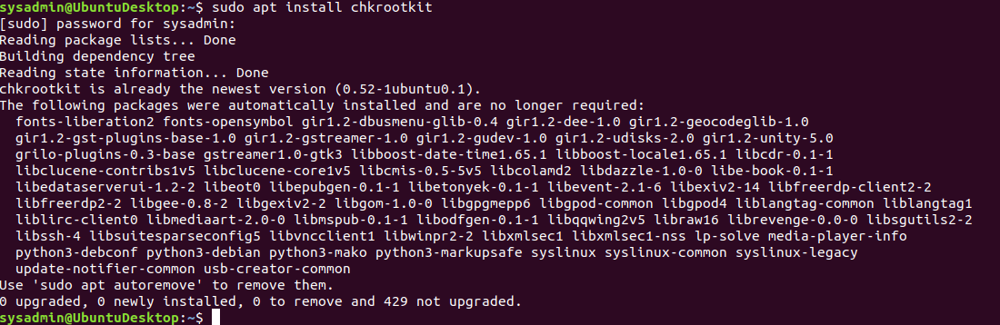 sysadmin@UbuntuDesktop:~$ sudo apt install chkrootkit
[sudo] password for sysadmin:
Reading package lists... Done
Building dependency tree
Reading state information... Done
chkrootkit is already the newest version (0.52-1ubuntu0.1).
The following packages were automatically installed and are no longer required:
  fonts-liberation2 fonts-opensymbol gir1.2-dbusmenu-glib-0.4 gir1.2-dee-1.0 gir1.2-geocodeglib-1.0
  gir1.2-gst-plugins-base-1.0 gir1.2-gstreamer-1.0 gir1.2-gudev-1.0 gir1.2-udisks-2.0 gir1.2-unity-5.0
  grilo-plugins-0.3-base gstreamer1.0-gtk3 libboost-date-time1.65.1 libboost-locale1.65.1 libcdr-0.1-1
  libclucene-contribs1v5 libclucene-core1v5 libcmis-0.5-5v5 libcolamd2 libdazzle-1.0-0 libe-book-0.1-1
  libedataserverui-1.2-2 libeot0 libepubgen-0.1-1 libetonyek-0.1-1 libevent-2.1-6 libexiv2-14 libfreerdp-client2-2
  libfreerdp2-2 libgee-0.8-2 libgexiv2-2 libgom-1.0-0 libgpgmepp6 libgpod-common libgpod4 liblangtag-common liblangtag1
  liblirc-client0 libmediaart-2.0-0 libmspub-0.1-1 libodfgen-0.1-1 libqqwing2v5 libraw16 librevenge-0.0-0 libsgutils2-2
  libssh-4 libsuitesparseconfig5 libvncclient1 libwinpr2-2 libxmlsec1 libxmlsec1-nss lp-solve media-player-info
  python3-debconf python3-debian python3-mako python3-markupsafe syslinux syslinux-common syslinux-legacy
  update-notifier-common usb-creator-common
Use 'sudo apt autoremove' to remove them.
0 upgraded, 0 newly installed, 0 to remove and 429 not upgraded.
sysadmin@UbuntuDesktop:~$